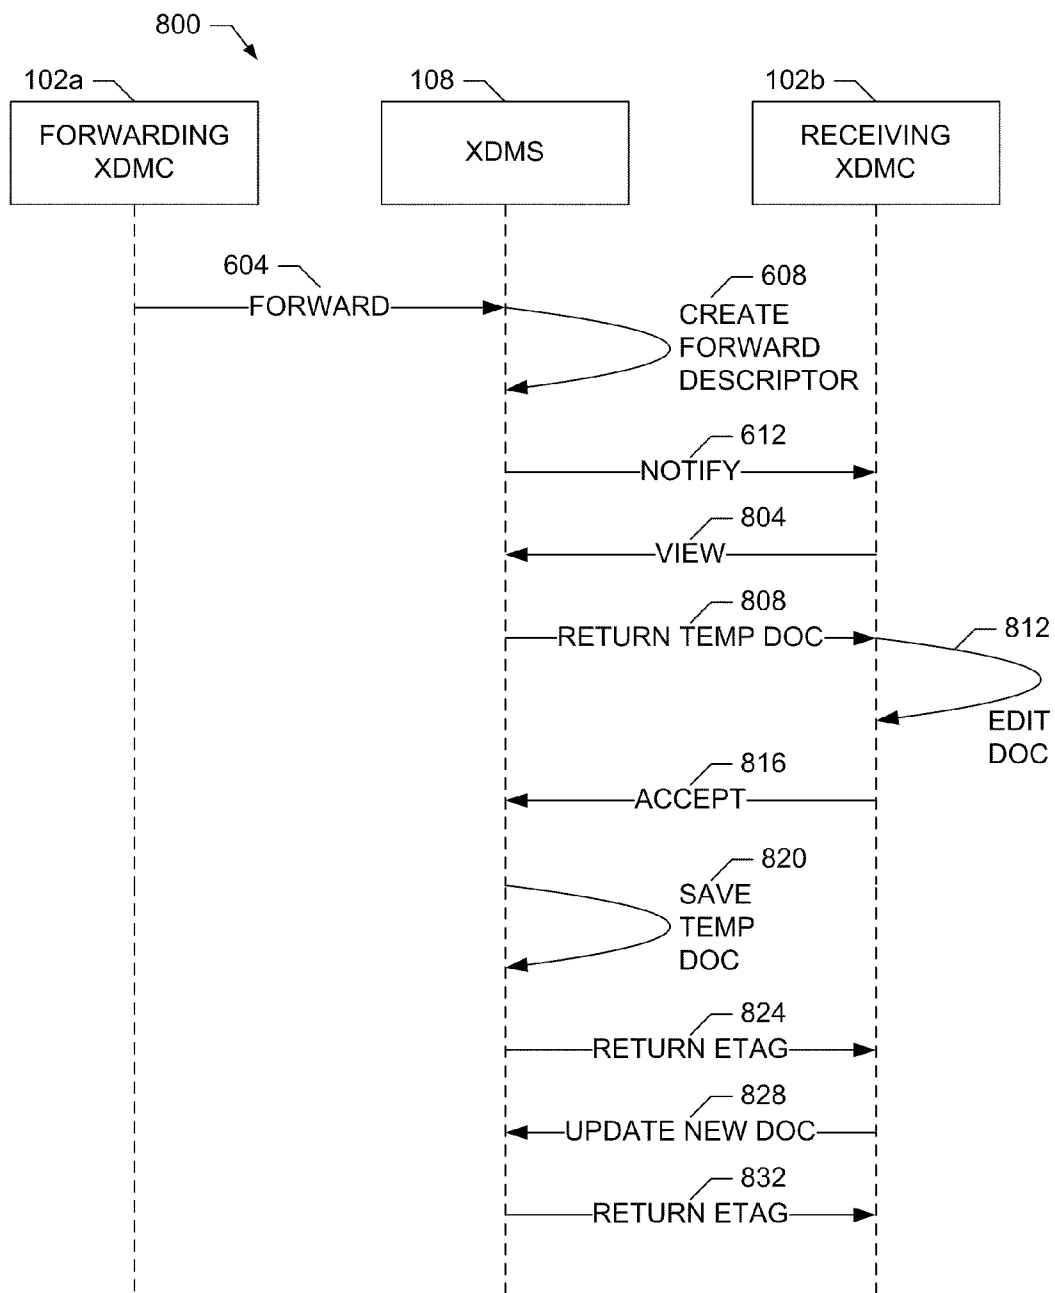 800
102a
108
102b
FORWARDING
XDMC
XDMS
RECEIVING
XDMC
604
FORWARD
608
CREATE
FORWARD
DESCRIPTOR
612
NOTIFY
804
VIEW
808
RETURN TEMP DOC
812
EDIT
DOC
816
ACCEPT
820
SAVE
TEMP
DOC
824
RETURN ETAG
828
UPDATE NEW DOC
832
RETURN ETAG